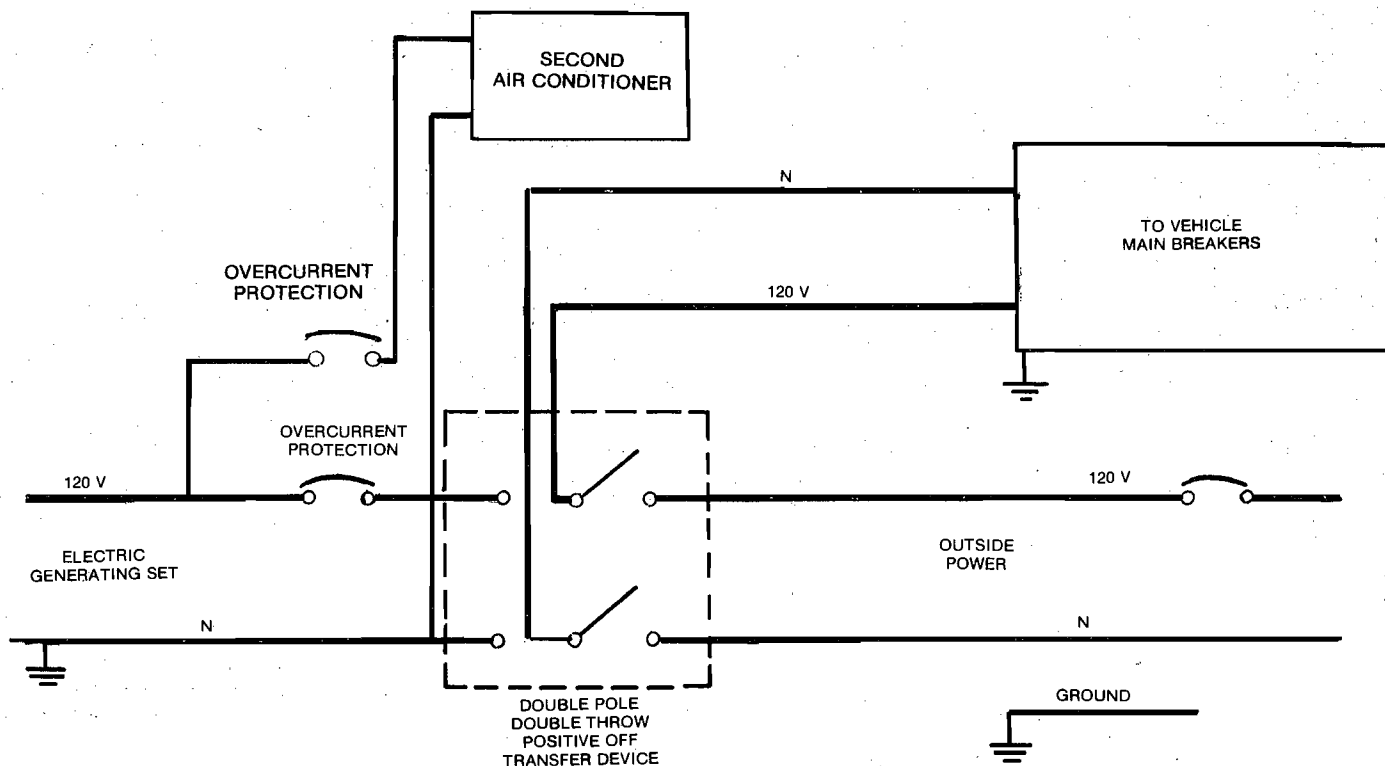 SECOND
AIR CONDITIONER
N
TO VEHICLE
MAIN BREAKERS
OVERCURRENT
PROTECTION
120 V
OVERCURRENT
PROTECTION
120 V
120 V
ELECTRIC
GENERATING SET
OUTSIDE
POWER
N
N
GROUND
DOUBLE POLE
DOUBLE THROW
POSITIVE OFF
TRANSFER DEVICE